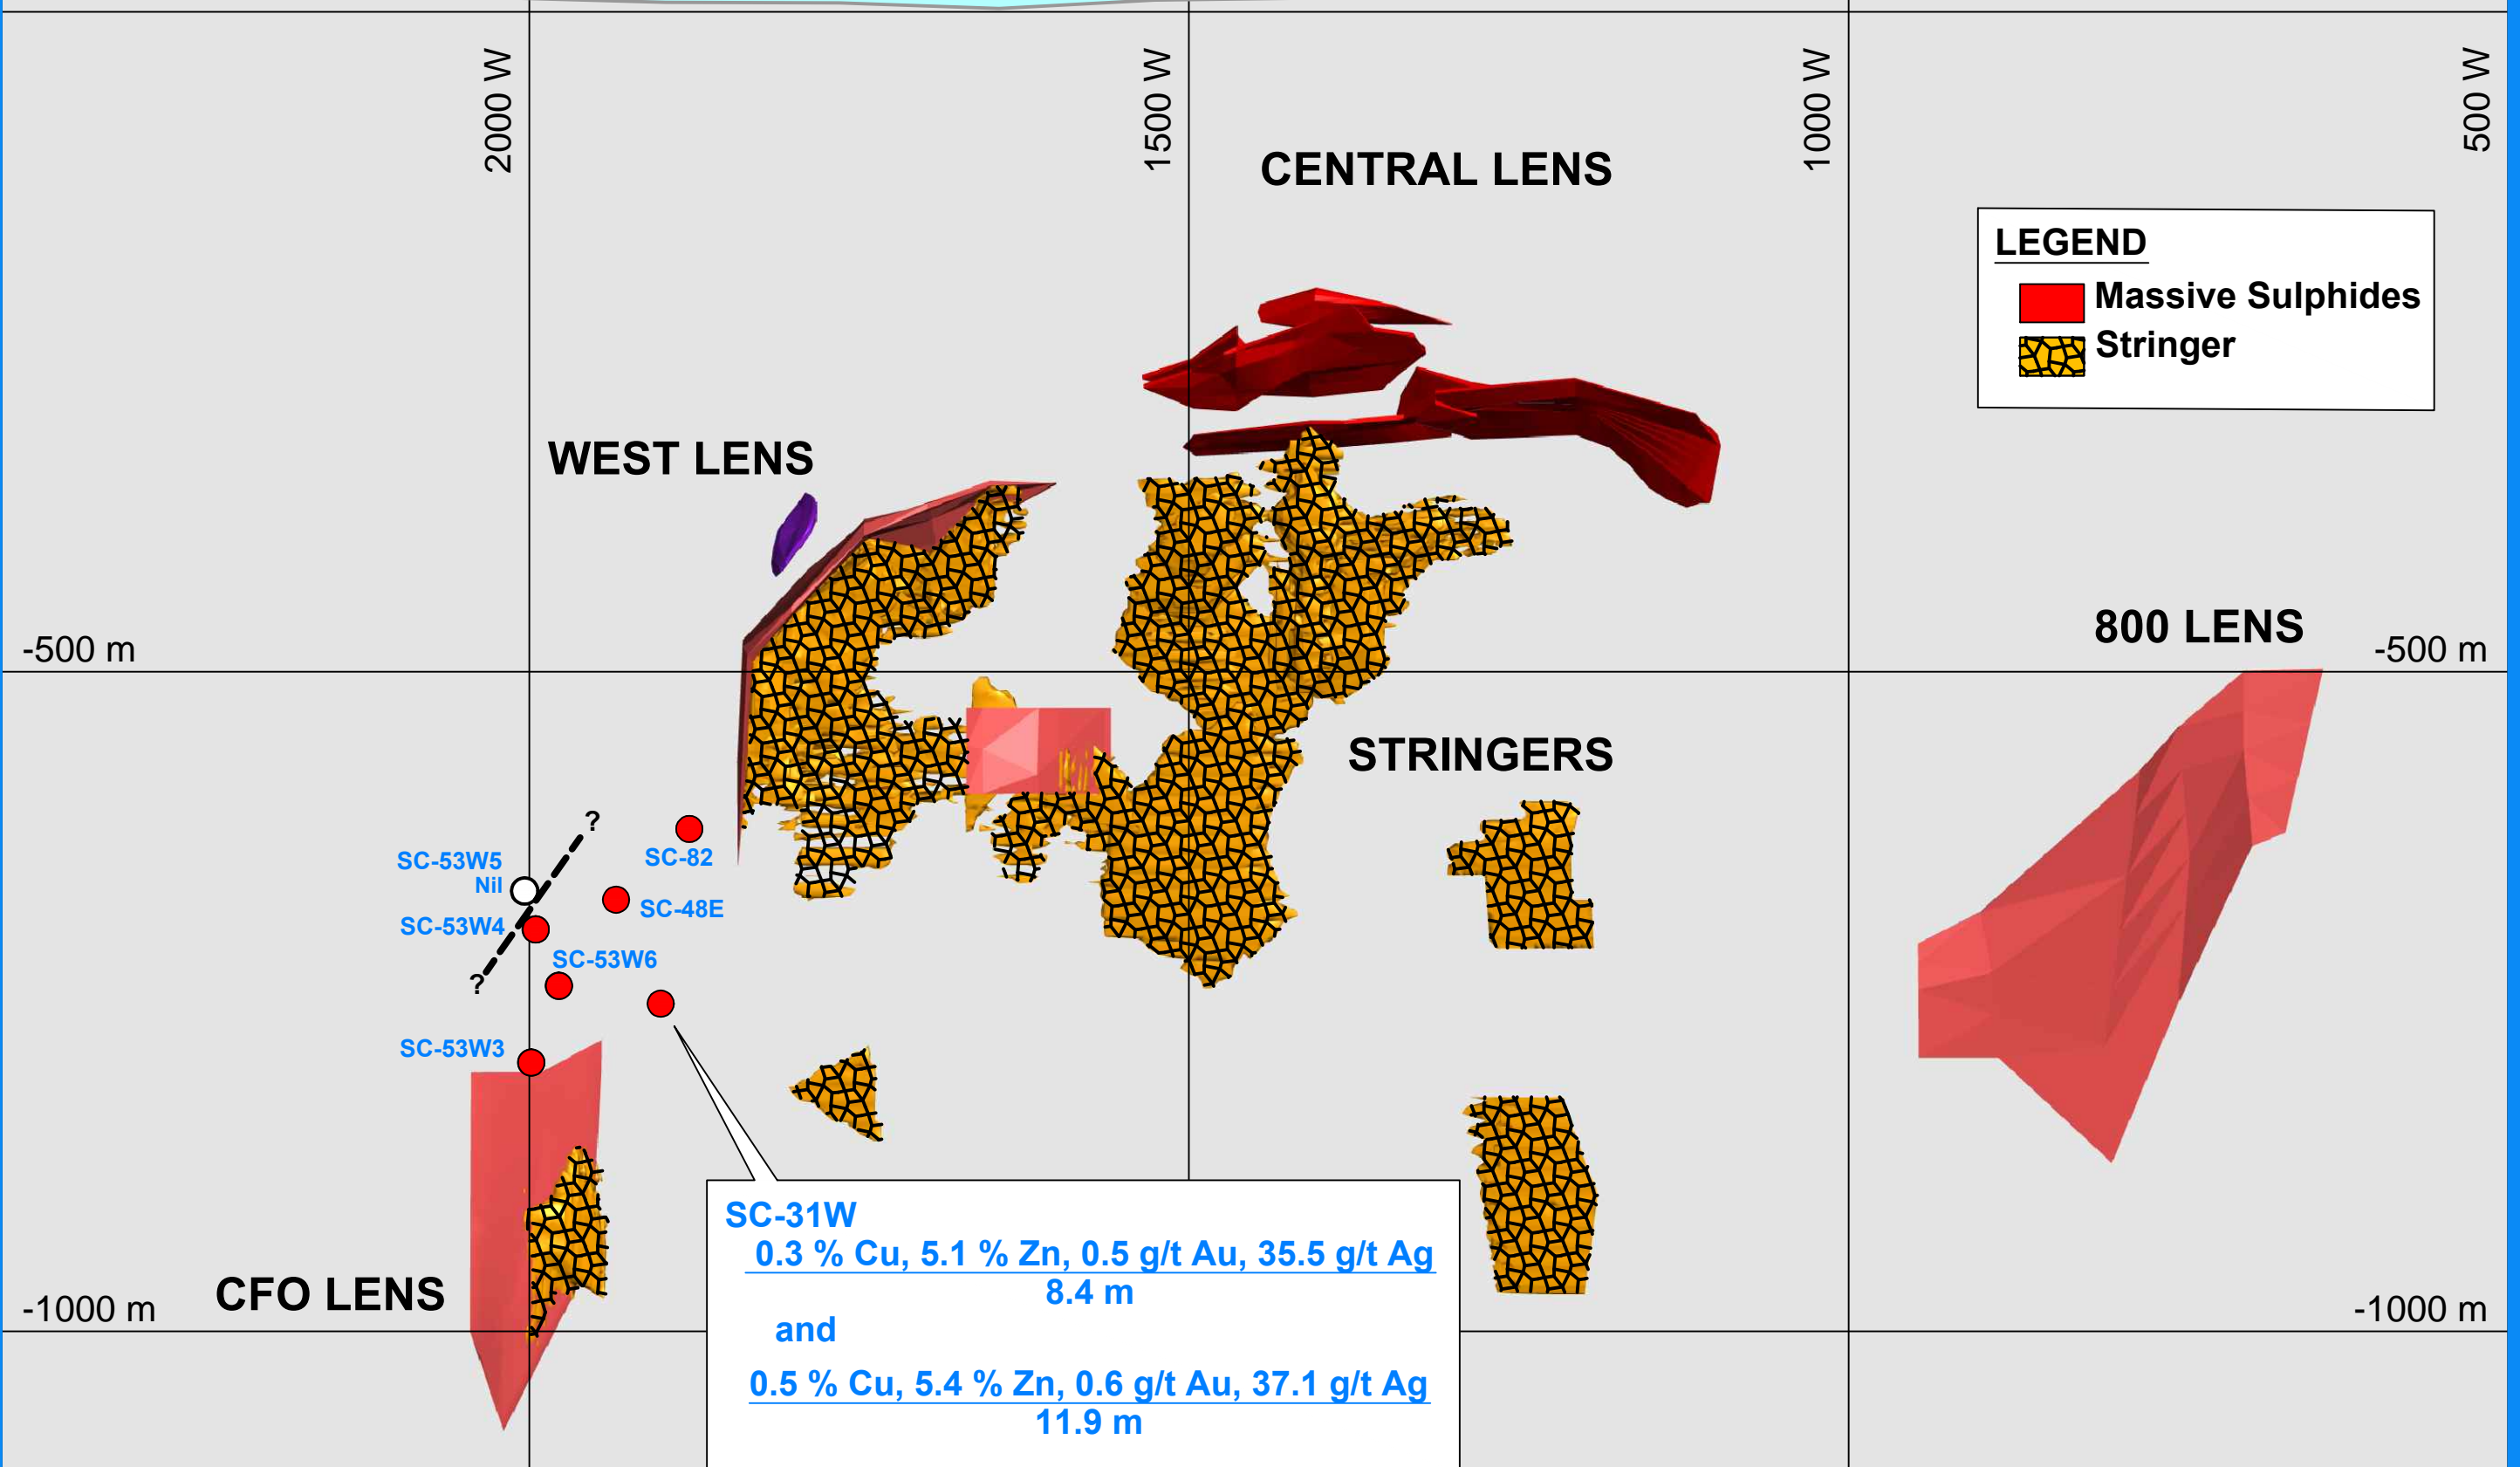 2000 W
1500 W
1000 W
500 W
CENTRAL LENS
LEGEND
Massive Sulphides
Stringer
WEST LENS
800 LENS
-500 m
-500 m
STRINGERS
?
SC-82
SC-53W5
Nil
SC-48E
SC-53W4
SC-53W6
?
SC-53W3
SC-31W
0.3 % Cu, 5.1 % Zn, 0.5 g/t Au, 35.5 g/t Ag
8.4 m
and
0.5 % Cu, 5.4 % Zn, 0.6 g/t Au, 37.1 g/t Ag
11.9 m
CFO LENS
-1000 m
-1000 m